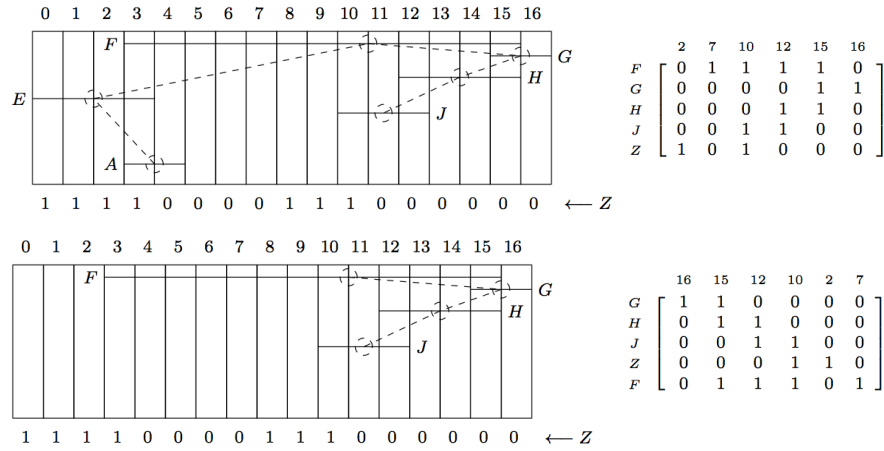 0 1 2 3 4 5 6 7 8 9 10 11 12 13 14 15 16
F
G
H
E
J
A
1 1 1 1 0 0 0 0 1 1 1 0 0 0 0 0 0 ⟵ Z
2 7 10 12 15 16
F 0 1 1 1 1 0
G 0 0 0 0 1 1
H 0 0 0 1 1 0
J 0 0 1 1 0 0
Z 1 0 1 0 0 0
0 1 2 3 4 5 6 7 8 9 10 11 12 13 14 15 16
F
G
H
J
1 1 1 1 0 0 0 0 1 1 1 0 0 0 0 0 0 ⟵ Z
16 15 12 10 2 7
G 1 1 0 0 0 0
H 0 1 1 0 0 0
J 0 0 1 1 0 0
Z 0 0 0 1 1 0
F 0 1 1 1 0 1